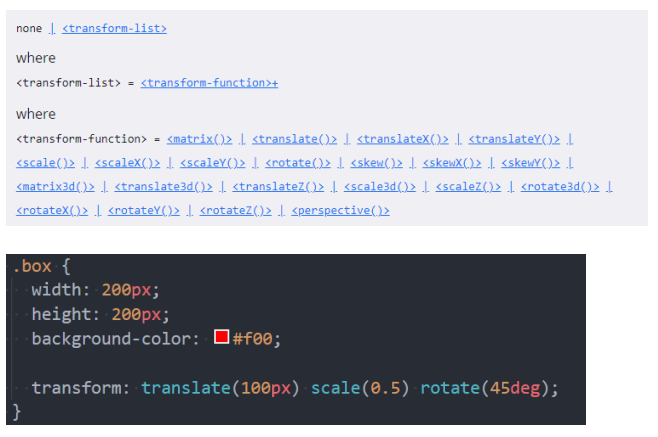 none | <transform-list>
where
<transform-list> = <transform-function>+
where
<transform-function> = <matrix()> | <translate()> | <translateX()> | <translateY()> |
<scale()> | <scaleX()> | <scaleY()> | <rotate()> | <skew()> | <skewX()> | <skewY()> |
<matrix3d()> | <translate3d()> | <translateZ()> | <scale3d()> | <scaleZ()> | <rotate3d()> |
<rotateX()> | <rotateY()> | <rotateZ()> | <perspective()>
.box {
width: 200px;
height: 200px;
background-color: #f00;
transform: translate(100px) scale(0.5) rotate(45deg);
}